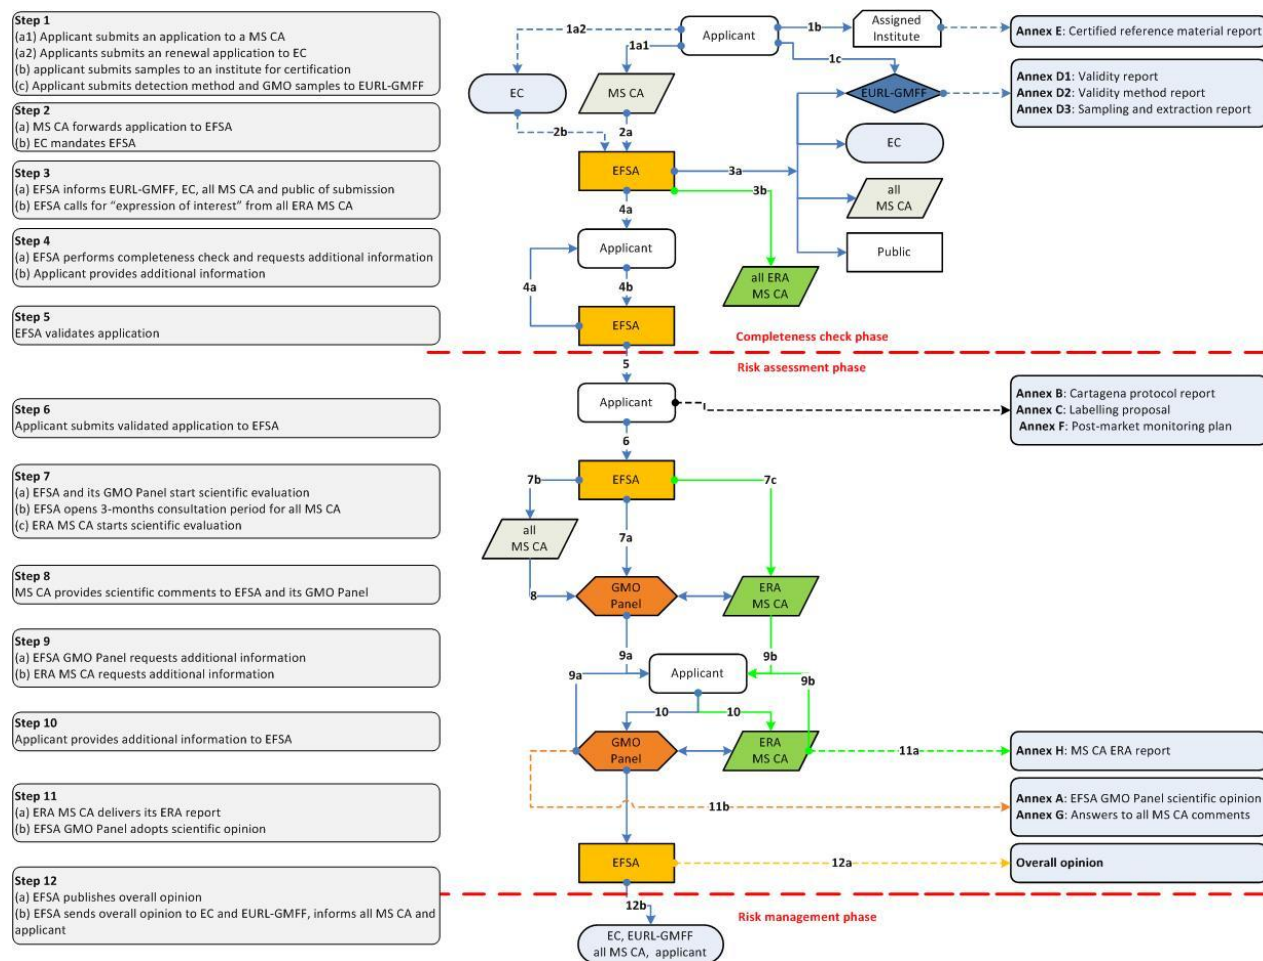 Step 1
(a1) Applicant submits an application to a MS CA
(a2) Applicants submits an renewal application to EC
(b) applicant submits samples to an institute for certification
(c) Applicant submits detection method and GMO samples to EURL-GMFF
Step 2
(a) MS CA forwards application to EFSA
(b) EC mandates EFSA
Step 3
(a) EFSA informs EURL-GMFF, EC, all MS CA and public of submission
(b) EFSA calls for “expression of interest” from all ERA MS CA
Step 4
(a) EFSA performs completeness check and requests additional information
(b) Applicant provides additional information
Step 5
EFSA validates application
Step 6
Applicant submits validated application to EFSA
Step 7
(a) EFSA and its GMO Panel start scientific evaluation
(b) EFSA opens 3-months consultation period for all MS CA
(c) ERA MS CA starts scientific evaluation
Step 8
MS CA provides scientific comments to EFSA and its GMO Panel
Step 9
(a) EFSA GMO Panel requests additional information
(b) ERA MS CA requests additional information
Step 10
Applicant provides additional information to EFSA
Step 11
(a) ERA MS CA delivers its ERA report
(b) EFSA GMO Panel adopts scientific opinion
Step 12
(a) EFSA publishes overall opinion
(b) EFSA sends overall opinion to EC and EURL-GMFF, informs all MS CA and
applicant
1a2
Applicant
1b
Assigned
Institute
Annex E: Certified reference material report
1a1
1c
EC
MS CA
EURL-GMFF
Annex D1: Validity report
Annex D2: Validity method report
Annex D3: Sampling and extraction report
2b
2a
EC
EFSA
3a
3b
all
MS CA
4a
Applicant
Public
4a
4b
all ERA
MS CA
EFSA
Completeness check phase
5
Risk assessment phase
Applicant
Annex B: Cartagena protocol report
Annex C: Labelling proposal
Annex F: Post-market monitoring plan
6
7b
EFSA
7c
all
MS CA
7a
8
GMO
Panel
ERA
MS CA
9a
9b
9a
Applicant
9b
10
10
GMO
Panel
ERA
MS CA
11a
Annex H: MS CA ERA report
11b
Annex A: EFSA GMO Panel scientific opinion
Annex G: Answers to all MS CA comments
EFSA
12a
Overall opinion
12b
Risk management phase
EC, EURL-GMFF
all MS CA, applicant